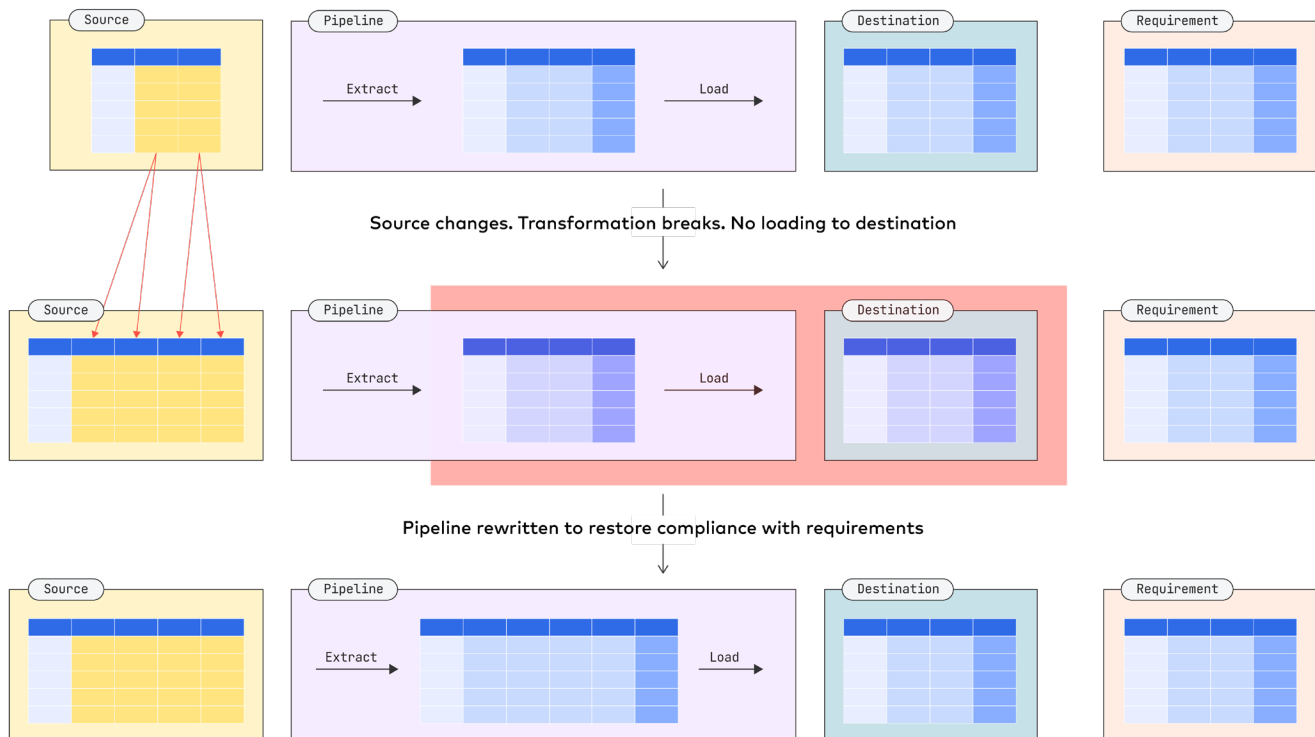 Source
Pipeline
Destination
Requirement
Extract
Load
Source changes. Transformation breaks. No loading to destination
Source
Pipeline
Destination
Requirement
Extract
Load
Pipeline rewritten to restore compliance with requirements
Source
Pipeline
Destination
Requirement
Extract
Load